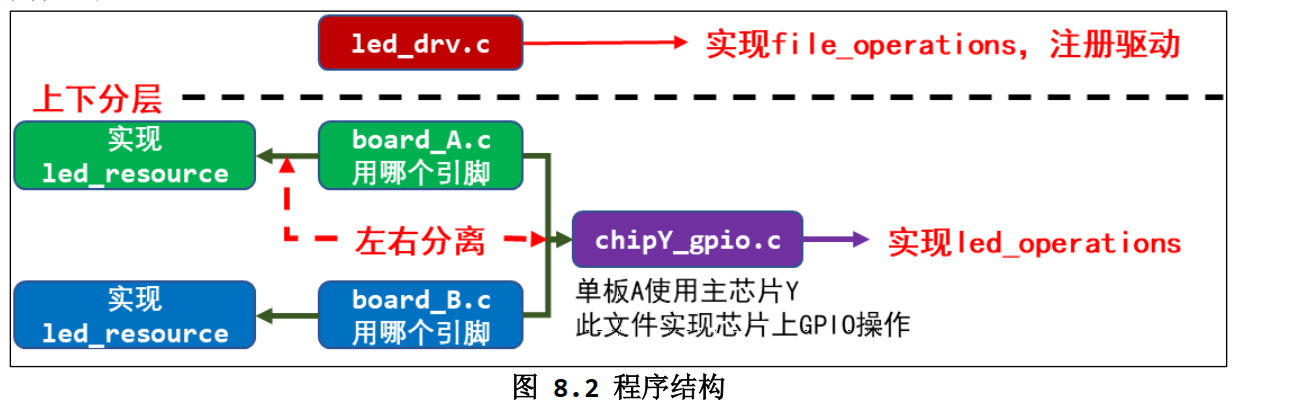 led_drv.c
实现file_operations，注册驱动
上下分层
实现
led_resource
board_A.c
用哪个引脚
左右分离
chipY_gpio.c
实现led_operations
单板A使用主芯片Y
此文件实现芯片上GPIO操作
实现
led_resource
board_B.c
用哪个引脚
图 8.2 程序结构